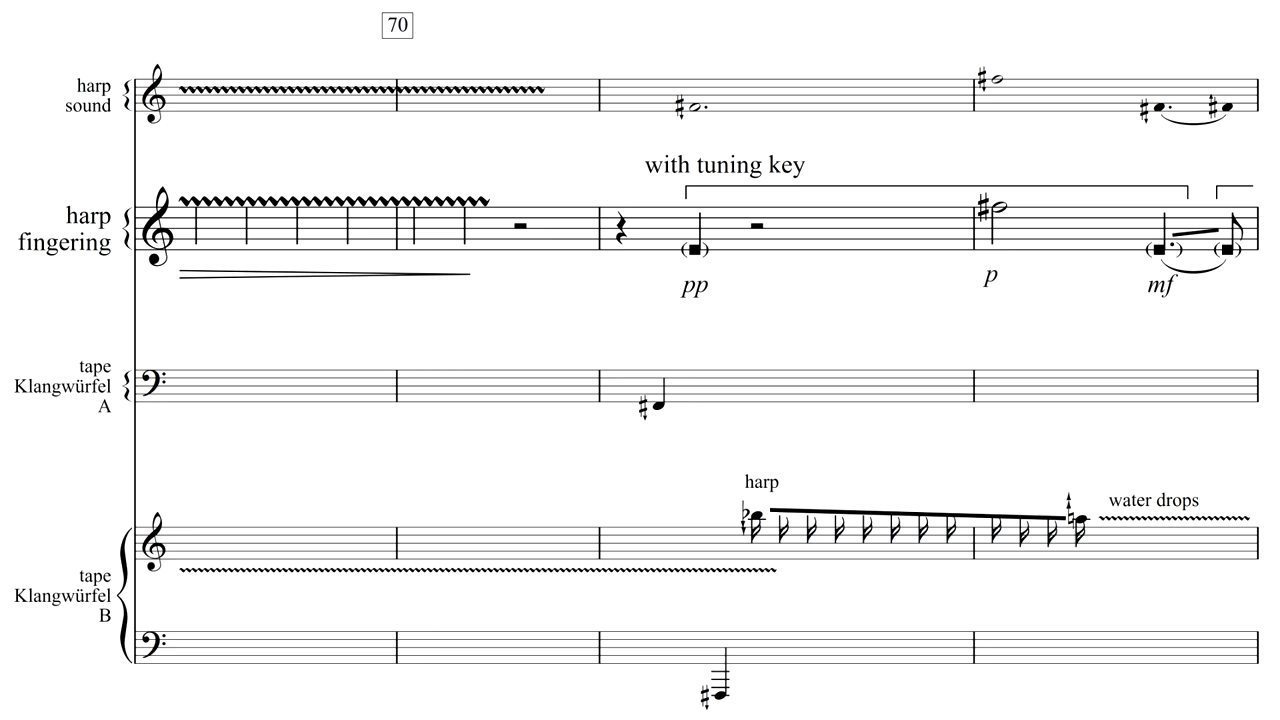 70
harp
sound
with tuning key
harp
fingering
pp
p
mf
tape
Klangwürfel
A
harp
water drops
tape
Klangwürfel
B